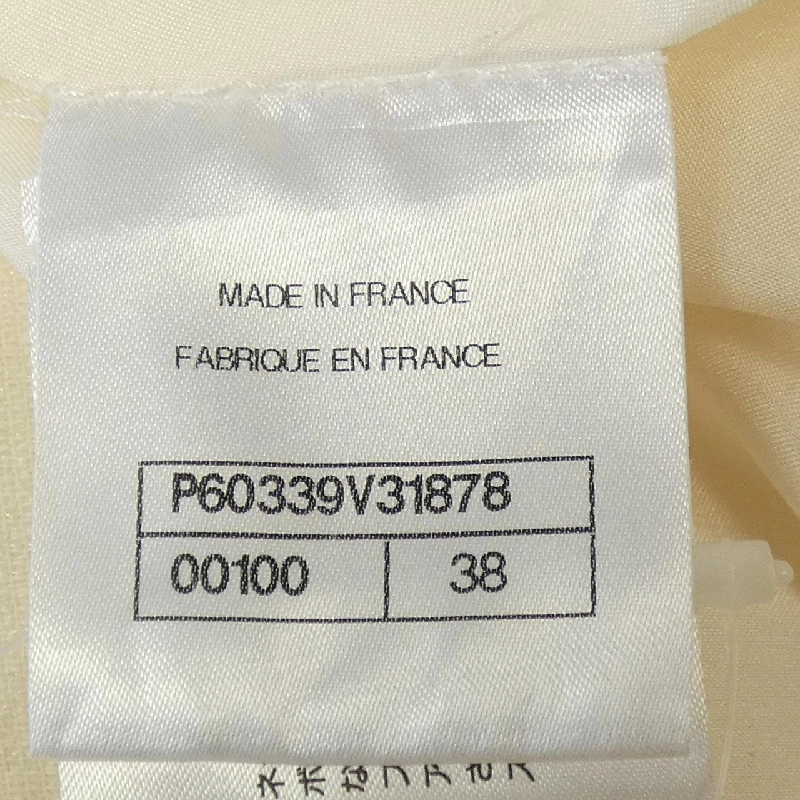 MADE IN FRANCE
FABRIQUE EN FRANCE
P60339V31878
00100 38